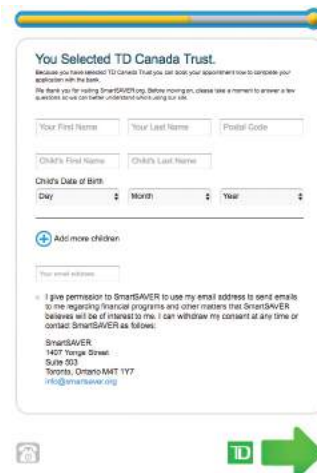 You Selected TD Canada Trust.
Because you have selected TD Canada Trust you can book your appointment now to complete your
application with the bank.
We thank you for visiting SmartSAVER.org. Before moving on, please take a moment to answer a few
questions so we can better understand who's using our site.
Your First Name Your Last Name Postal Code
Child's First Name Child's Last Name
Child's Date of Birth
Day Month Year
Add more children
Your email address
I give permission to SmartSAVER to use my email address to send emails
to me regarding financial programs and other matters that SmartSAVER
believes will be of interest to me. I can withdraw my consent at any time or
contact SmartSAVER as follows:
SmartSAVER
1407 Yonge Street
Suite 503
Toronto, Ontario M4T 1Y7
info@smartsaver.org
TD